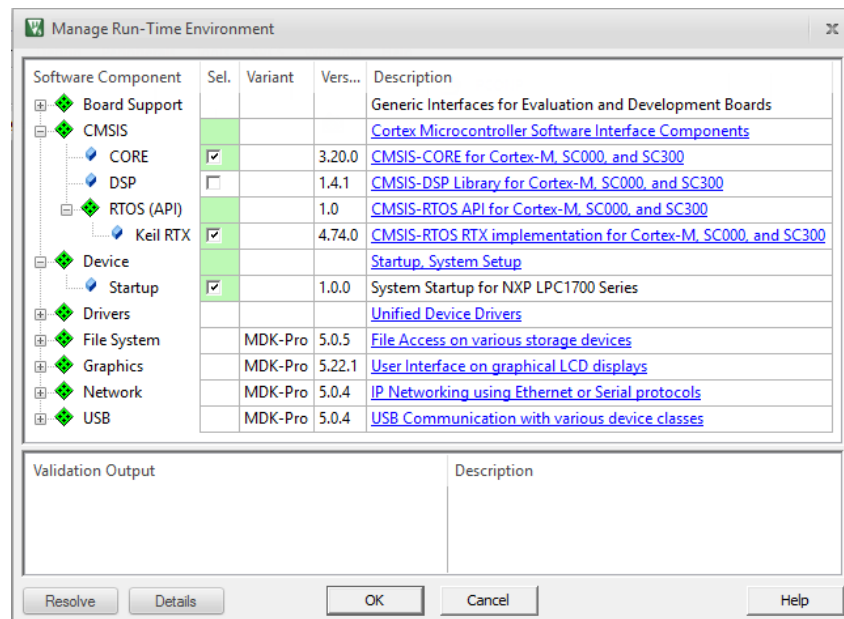 Manage Run-Time Environment
Software Component Sel. Variant Vers... Description
Board Support Generic Interfaces for Evaluation and Development Boards
CMSIS Cortex Microcontroller Software Interface Components
CORE 3.20.0 CMSIS-CORE for Cortex-M, SC000, and SC300
DSP 1.4.1 CMSIS-DSP Library for Cortex-M, SC000, and SC300
RTOS (API) 1.0 CMSIS-RTOS API for Cortex-M, SC000, and SC300
Keil RTX 4.74.0 CMSIS-RTOS RTX implementation for Cortex-M, SC000, and SC300
Device Startup, System Setup
Startup 1.0.0 System Startup for NXP LPC1700 Series
Drivers Unified Device Drivers
File System MDK-Pro 5.0.5 File Access on various storage devices
Graphics MDK-Pro 5.22.1 User Interface on graphical LCD displays
Network MDK-Pro 5.0.4 IP Networking using Ethernet or Serial protocols
USB MDK-Pro 5.0.4 USB Communication with various device classes
Validation Output Description
Resolve Details OK Cancel Help